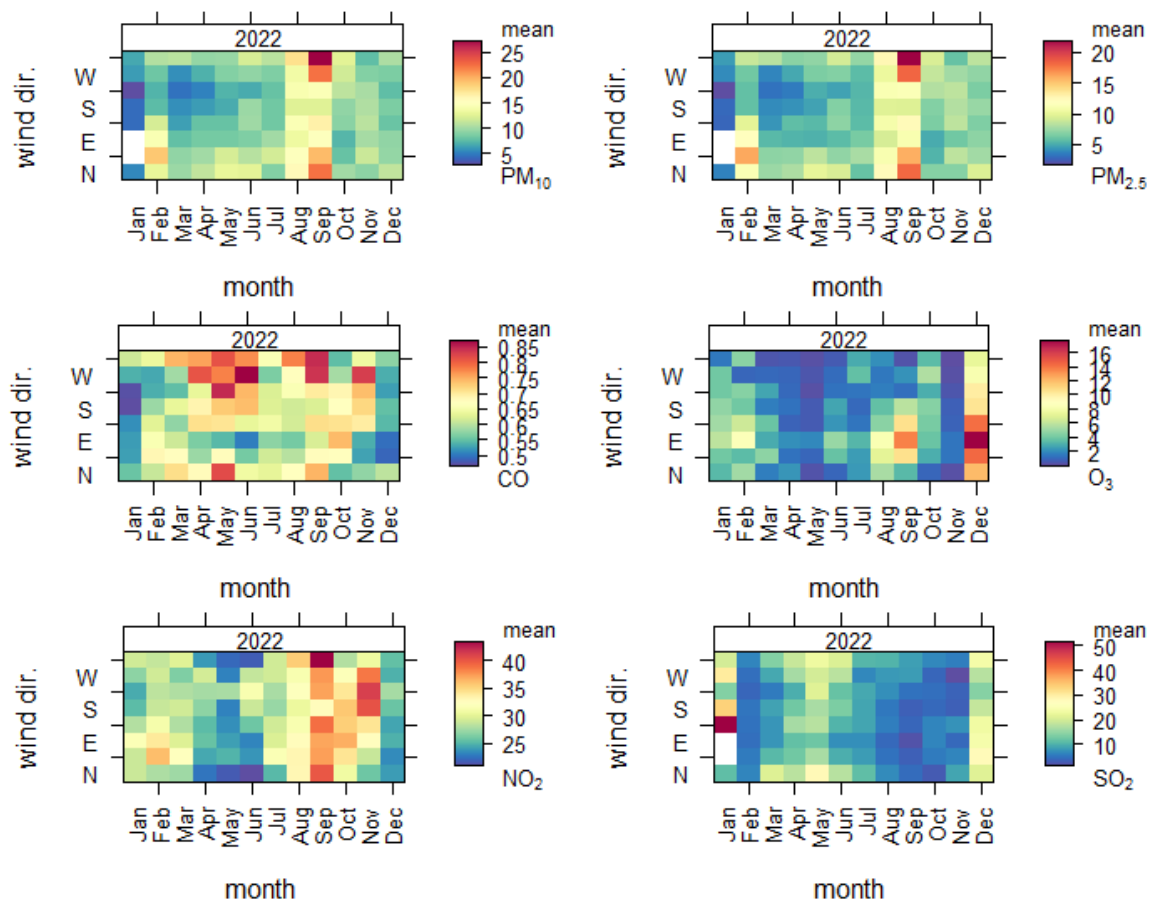 mean
2022
25
20
15
10
5
PM10
W
S
E
N
wind dir.
Jan
Feb
Mar
Apr
May
Jun
Jul
Aug
Sep
Oct
Nov
Dec
month
mean
2022
20
15
10
5
PM2.5
W
S
E
N
wind dir.
Jan
Feb
Mar
Apr
May
Jun
Jul
Aug
Sep
Oct
Nov
Dec
month
mean
2022
0.85
0.8
0.75
0.7
0.65
0.6
0.55
0.5
CO
W
S
E
N
wind dir.
Jan
Feb
Mar
Apr
May
Jun
Jul
Aug
Sep
Oct
Nov
Dec
month
mean
2022
16
14
12
10
8
6
4
2
0
O3
W
S
E
N
wind dir.
Jan
Feb
Mar
Apr
May
Jun
Jul
Aug
Sep
Oct
Nov
Dec
month
mean
2022
40
35
30
25
NO2
W
S
E
N
wind dir.
Jan
Feb
Mar
Apr
May
Jun
Jul
Aug
Sep
Oct
Nov
Dec
month
mean
2022
50
40
30
20
10
SO2
W
S
E
N
wind dir.
Jan
Feb
Mar
Apr
May
Jun
Jul
Aug
Sep
Oct
Nov
Dec
month